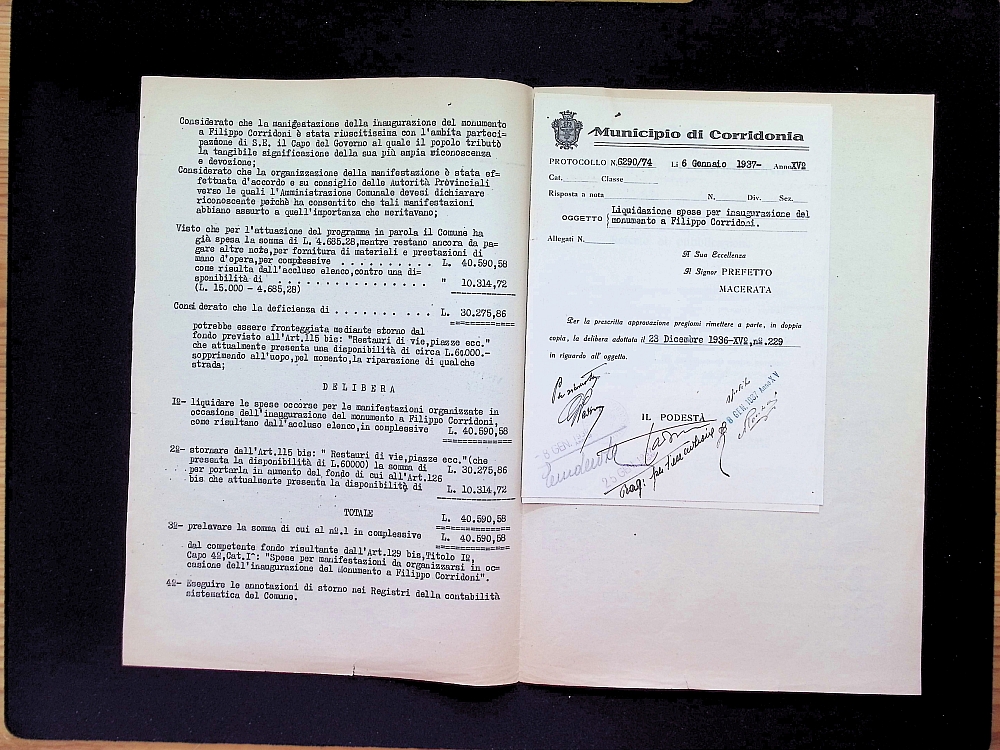 Considerato che la manifestazione della inaugurazione del monumento
a Filippo Corridoni è stata riuscitissima con l'ambita parteci-
pazione di S.E. il Capo del Governo al quale il popolo tributò
la tangibile significazione della sua più ampia riconoscenza
e devozione;
Considerato che la organizzazione della manifestazione è stata ef-
fettuata d'accordo e su consiglio delle Autorità Provinciali
verso le quali l'Amministrazione Comunale devesi dichiarare
riconoscente perchè ha consentito che tali manifestazioni
abbiano assurto a quell'importanza che meritavano;
Visto che per l'attuazione del programma in parola il Comune ha
già spesa la somma di L. 4.685.28,mentre restano ancora da pa-
gare altre note,per fornitura di materiali e prestazioni di
mano d'opera,per complessive . . . . . . . . . . L. 40.590,58
come risulta dall'accluso elenco,contro una di=
sponibilità di . . . . . . . . . . . . . . . . " 10.314,72
(L. 15.000 - 4.685,28)
Considerato che la deficienza di . . . . . . . . . . L. 30.275,86
potrebbe essere fronteggiata mediante storno dal
fondo previsto all'Art.115 bis: "Restauri di vie,piazze ecc."
che attualmente presenta una disponibilità di circa L.60000.-
sopprimendo all'uopo,pel momento,la riparazione di qualche
strada;
DELIBERA
1º- liquidare le spese occorse per le manifestazioni organizzate in
occasione dell'inaugurazione del monumento a Filippo Corridoni,
come risultano dall'accluso elenco,in complessive L. 40.590,58
2º- stornare dall'Art.115 bis: " Restauri di vie,piazze ecc."(che
presenta la disponibilità di L.60000) la somma di L. 30.275,86
per portarla in aumento del fondo di cui all'Art.126
bis che attualmente presenta la disponibilità di L. 10.314,72
TOTALE L. 40.590,58
3º- prelevare la somma di cui al nº.1 in complessive L. 40.590,58
dal competente fondo risultante dall'Art.129 bis,Titolo Iº,
Capo 4º,Cat.I^: "Spese per manifestazioni da organizzarsi in oc=
casione dell'inaugurazione del Monumento a Filippo Corridoni".
4º- Eseguire le annotazioni di storno nei Registri della contabilità
sistematica del Comune.
Municipio di Corridonia
PROTOCOLLO N.6290/74 Li 6 Gennaio 1937- Anno XVº
Cat. Classe
Risposta a nota N. Div. Sez.
OGGETTO { Liquidazione spese per inaugurazione del
monumento a Filippo Corridoni.
Allegati N.
A Sua Eccellenza
Il Signor PREFETTO
MACERATA
Per la prescritta approvazione pregiomi rimettere a parte, in doppia
copia, la delibera adottata il 23 Dicembre 1936-XVº,nº.229
in riguardo all' oggetto.
IL PODESTÀ
8 GEN. 1937 Anno XV